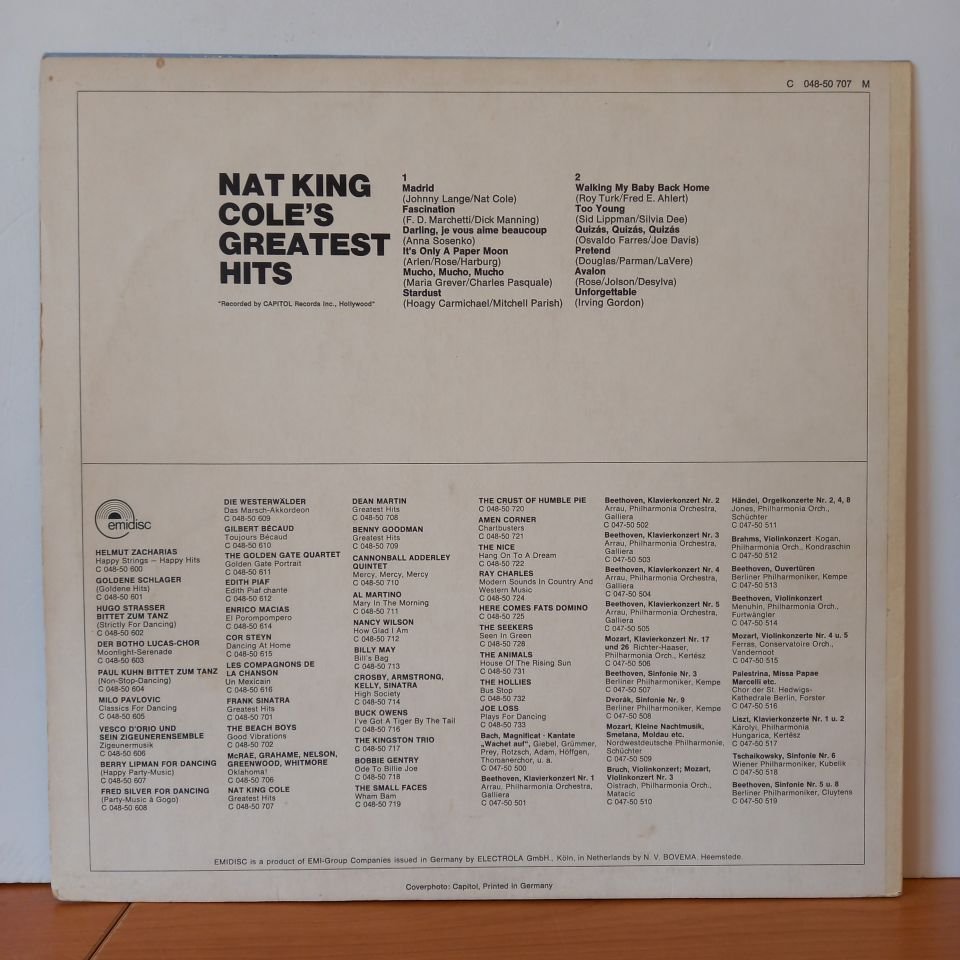 C 048-50 707 M
NAT KING
COLE'S
GREATEST
HITS
"Recorded by CAPITOL Records Inc., Hollywood"
1
Madrid
(Johnny Lange/Nat Cole)
Fascination
(F. D. Marchetti/Dick Manning)
Darling, je vous aime beaucoup
(Anna Sosenko)
It's Only A Paper Moon
(Arlen/Rose/Harburg)
Mucho, Mucho, Mucho
(Maria Grever/Charles Pasquale)
Stardust
(Hoagy Carmichael/Mitchell Parish)
2
Walking My Baby Back Home
(Roy Turk/Fred E. Ahlert)
Too Young
(Sid Lippman/Silvia Dee)
Quizás, Quizás, Quizás
(Osvaldo Farres/Joe Davis)
Pretend
(Douglas/Parman/LaVere)
Avalon
(Rose/Jolson/Desylva)
Unforgettable
(Irving Gordon)
emidisc
HELMUT ZACHARIAS
Happy Strings – Happy Hits
C 048-50 600
GOLDENE SCHLAGER
(Goldene Hits)
C 048-50 601
HUGO STRASSER
BITTET ZUM TANZ
(Strictly For Dancing)
C 048-50 602
DER BOTHO LUCAS-CHOR
Moonlight-Serenade
C 048-50 603
PAUL KUHN BITTET ZUM TANZ
(Non-Stop-Dancing)
C 048-50 604
MILO PAVLOVIC
Classics For Dancing
C 048-50 605
VESCO D'ORIO UND
SEIN ZIGEUNERENSEMBLE
Zigeunermusik
C 048-50 606
BERRY LIPMAN FOR DANCING
(Happy Party-Music)
C 048-50 607
FRED SILVER FOR DANCING
(Party-Music à Gogo)
C 048-50 608
DIE WESTERWÄLDER
Das Marsch-Akkordeon
C 048-50 609
GILBERT BÉCAUD
Toujours Bécaud
C 048-50 610
THE GOLDEN GATE QUARTET
Golden Gate Portrait
C 048-50 611
EDITH PIAF
Edith Piaf chante
C 048-50 612
ENRICO MACIAS
El Porompompero
C 048-50 614
COR STEYN
Dancing At Home
C 048-50 615
LES COMPAGNONS DE
LA CHANSON
Un Mexicain
C 048-50 616
FRANK SINATRA
Greatest Hits
C 048-50 701
THE BEACH BOYS
Good Vibrations
C 048-50 702
McRAE, GRAHAME, NELSON,
GREENWOOD, WHITMORE
Oklahoma!
C 048-50 706
NAT KING COLE
Greatest Hits
C 048-50 707
DEAN MARTIN
Greatest Hits
C 048-50 708
BENNY GOODMAN
Greatest Hits
C 048-50 709
CANNONBALL ADDERLEY
QUINTET
Mercy, Mercy, Mercy
C 048-50 710
AL MARTINO
Mary In The Morning
C 048-50 711
NANCY WILSON
How Glad I Am
C 048-50 712
BILLY MAY
Bill's Bag
C 048-50 713
CROSBY, ARMSTRONG,
KELLY, SINATRA
High Society
C 048-50 714
BUCK OWENS
I've Got A Tiger By The Tail
C 048-50 716
THE KINGSTON TRIO
C 048-50 717
BOBBIE GENTRY
Ode To Billie Joe
C 048-50 718
THE SMALL FACES
Wham Bam
C 048-50 719
THE CRUST OF HUMBLE PIE
C 048-50 720
AMEN CORNER
Chartbusters
C 048-50 721
THE NICE
Hang On To A Dream
C 048-50 722
RAY CHARLES
Modern Sounds In Country And
Western Music
C 048-50 724
HERE COMES FATS DOMINO
C 048-50 725
THE SEEKERS
Seen In Green
C 048-50 728
THE ANIMALS
House Of The Rising Sun
C 048-50 731
THE HOLLIES
Bus Stop
C 048-50 732
JOE LOSS
Plays For Dancing
C 048-50 733
Bach, Magnificat · Kantate
„Wachet auf", Giebel, Grümmer,
Prey, Rotzsch, Adam, Höffgen,
Thomanerchor, u. a.
C 047-50 500
Beethoven, Klavierkonzert Nr. 1
Arrau, Philharmonia Orchestra,
Galliera
C 047-50 501
Beethoven, Klavierkonzert Nr. 2
Arrau, Philharmonia Orchestra,
Galliera
C 047-50 502
Beethoven, Klavierkonzert Nr. 3
Arrau, Philharmonia Orchestra,
Galliera
C 047-50 503
Beethoven, Klavierkonzert Nr. 4
Arrau, Philharmonia Orchestra,
Galliera
C 047-50 504
Beethoven, Klavierkonzert Nr. 5
Arrau, Philharmonia Orchestra,
Galliera
C 047-50 505
Mozart, Klavierkonzert Nr. 17
und 26 Richter-Haaser,
Philharmonia Orch., Kertész
C 047-50 506
Beethoven, Sinfonie Nr. 3
Berliner Philharmoniker, Kempe
C 047-50 507
Dvorák, Sinfonie Nr. 9
Berliner Philharmoniker, Kempe
C 047-50 508
Mozart, Kleine Nachtmusik,
Smetana, Moldau etc.
Nordwestdeutsche Philharmonie,
Schüchter
C 047-50 509
Bruch, Violinkonzert; Mozart,
Violinkonzert Nr. 3
Oistrach, Philharmonia Orch.,
Matacic
C 047-50 510
Händel, Orgelkonzerte Nr. 2, 4, 8
Jones, Philharmonia Orch.,
Schüchter
C 047-50 511
Brahms, Violinkonzert Kogan,
Philharmonia Orch., Kondraschin
C 047-50 512
Beethoven, Ouvertüren
Berliner Philharmoniker, Kempe
C 047-50 513
Beethoven, Violinkonzert
Menuhin, Philharmonia Orch.,
Furtwängler
C 047-50 514
Mozart, Violinkonzerte Nr. 4 u. 5
Ferras, Conservatoire Orch.,
Vandernoot
C 047-50 515
Palestrina, Missa Papae
Marcelli etc.
Chor der St. Hedwigs-
Kathedrale Berlin, Forster
C 047-50 516
Liszt, Klavierkonzerte Nr. 1 u. 2
Károlyi, Philharmonia
Hungarica, Kertész
C 047-50 517
Tschaikowsky, Sinfonie Nr. 6
Wiener Philharmoniker, Kubelik
C 047-50 518
Beethoven, Sinfonie Nr. 5 u. 8
Berliner Philharmoniker, Cluytens
C 047-50 519
EMIDISC is a product of EMI-Group Companies issued in Germany by ELECTROLA GmbH., Köln, in Netherlands by N. V. BOVEMA, Heemstede.
Coverphoto: Capitol, Printed in Germany